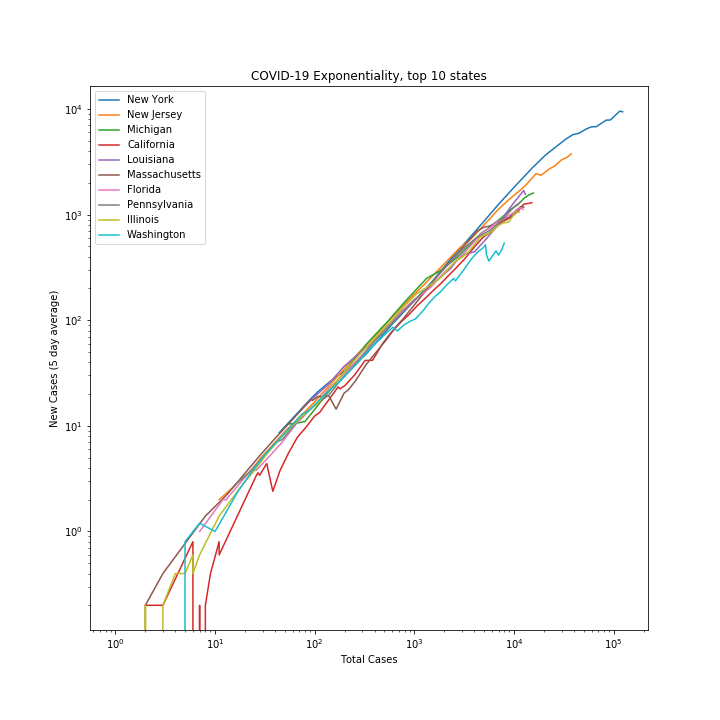 COVID-19 Exponentiality, top 10 states
New York
New Jersey
Michigan
California
Louisiana
Massachusetts
Florida
Pennsylvania
Illinois
Washington
New Cases (5 day average)
10⁴
10³
10²
10¹
10⁰
10⁰ 10¹ 10² 10³ 10⁴ 10⁵
Total Cases